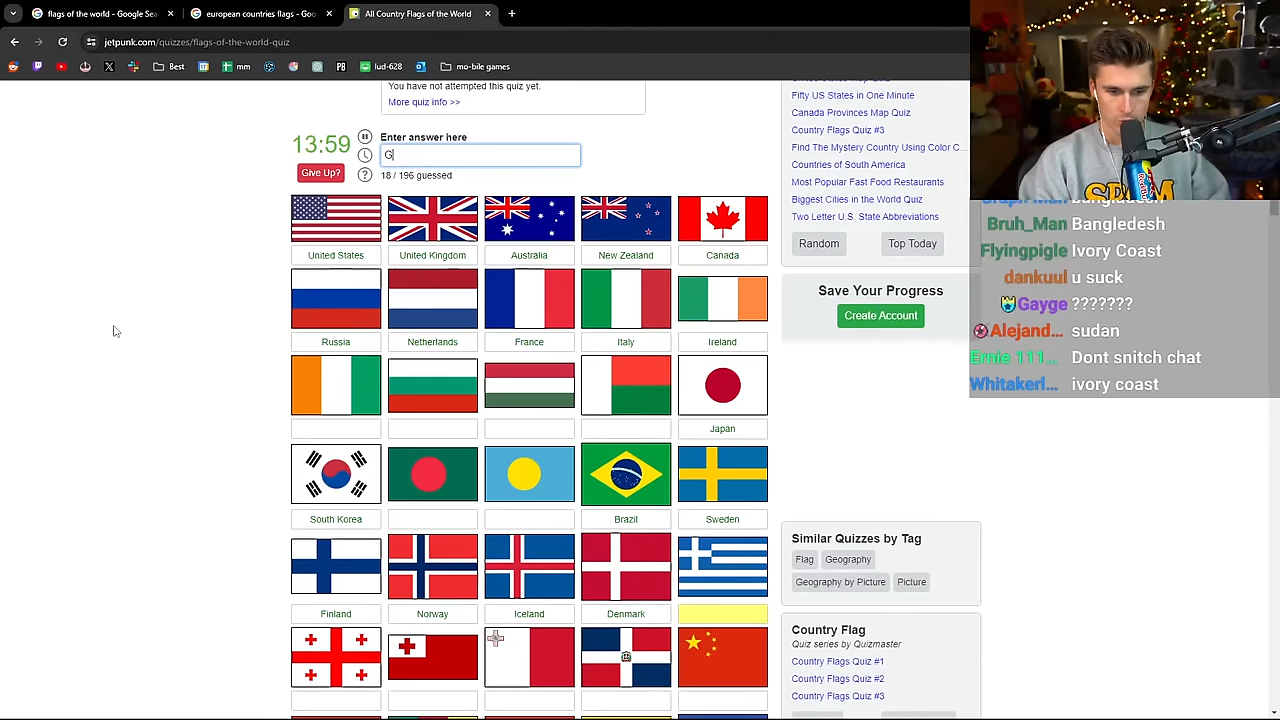 flags of the world - Google Sea
european countries flags - Goo
All Country Flags of the World
jetpunk.com/quizzes/flags-of-the-world-quiz
Best
mm
PB
iud-628
mo-bile games
You have not attempted this quiz yet.
More quiz info >>
13:59
Enter answer here
G
Give Up?
18 / 196 guessed
United States
United Kingdom
Australia
New Zealand
Canada
Russia
Netherlands
France
Italy
Ireland
Japan
South Korea
Brazil
Sweden
Finland
Norway
Iceland
Denmark
Fifty US States in One Minute
Canada Provinces Map Quiz
Country Flags Quiz #3
Find The Mystery Country Using Color C…
Countries of South America
Most Popular Fast Food Restaurants
Biggest Cities in the World Quiz
Two Letter U.S. State Abbreviations
Random
Top Today
Save Your Progress
Create Account
Similar Quizzes by Tag
Flag
Geography
Geography by Picture
Picture
Country Flag
Quiz series by Quizmaster
Country Flags Quiz #1
Country Flags Quiz #2
Country Flags Quiz #3
Bruh_Man Bangledesh
Flyingpigle Ivory Coast
dankuul u suck
Gayge ???????
Alejand... sudan
Ernie 111... Dont snitch chat
Whitakerl... ivory coast